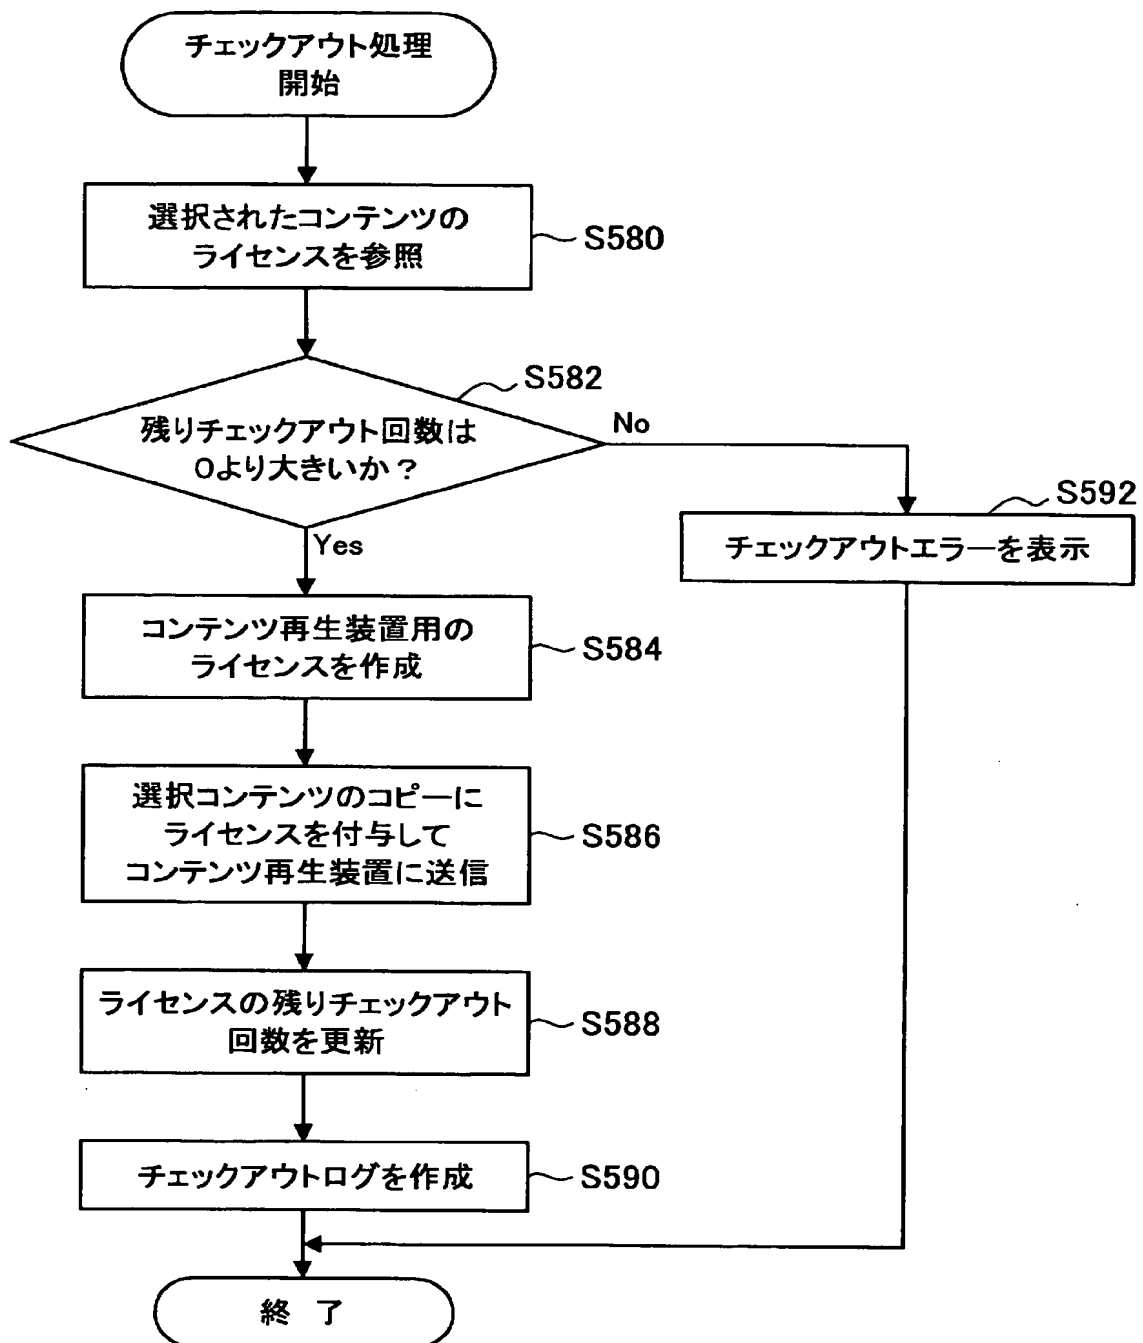 チェックアウト処理
開始
選択されたコンテンツの
ライセンスを参照
S580
S582
残りチェックアウト回数は
0より大きいか？
No
Yes
S592
チェックアウトエラーを表示
コンテンツ再生装置用の
ライセンスを作成
S584
選択コンテンツのコピーに
ライセンスを付与して
コンテンツ再生装置に送信
S586
ライセンスの残りチェックアウト
回数を更新
S588
チェックアウトログを作成
S590
終 了